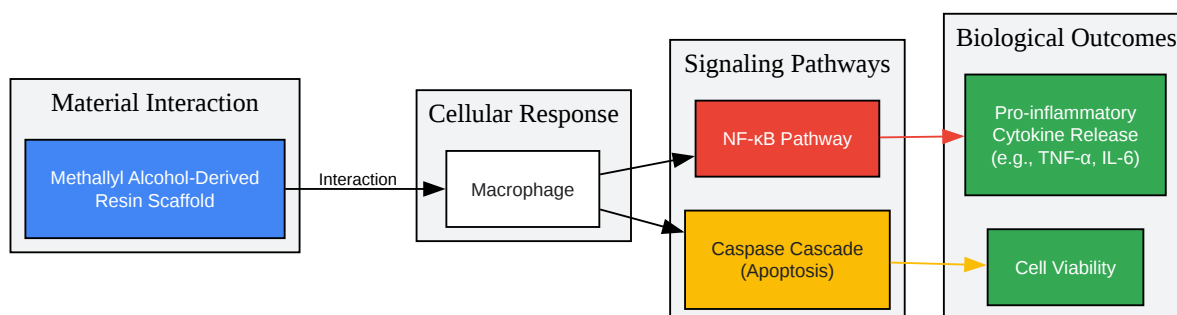 Material Interaction
Methallyl Alcohol-Derived
Resin Scaffold
Interaction
Cellular Response
Macrophage
Signaling Pathways
NF-κB Pathway
Caspase Cascade
(Apoptosis)
Biological Outcomes
Pro-inflammatory
Cytokine Release
(e.g., TNF-α, IL-6)
Cell Viability